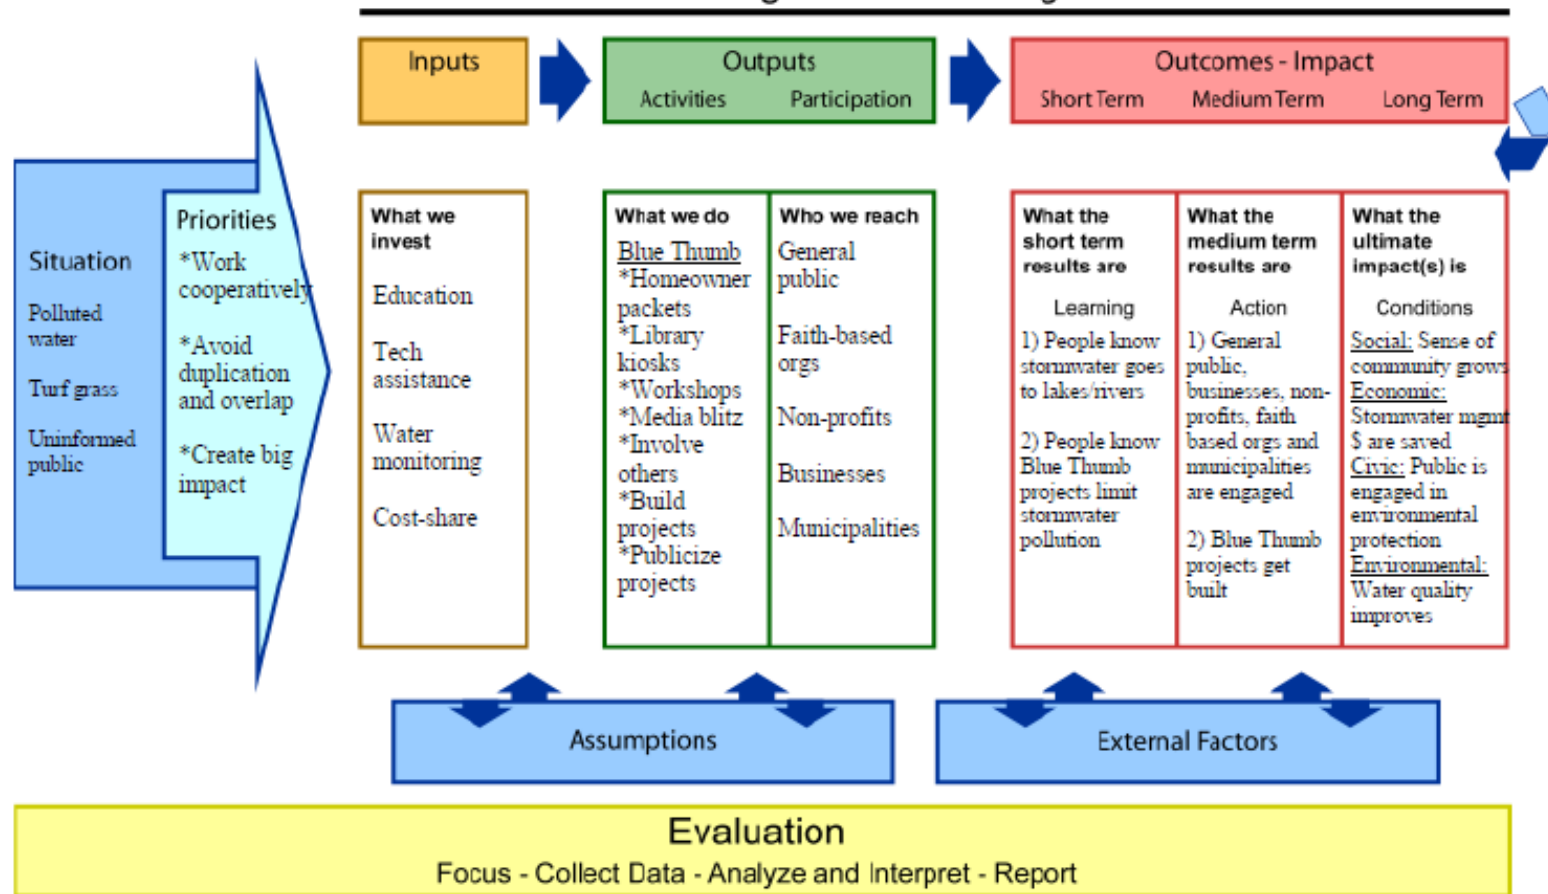 Inputs
Outputs
Activities Participation
Outcomes - Impact
Short Term Medium Term Long Term
Situation
Polluted
water
Turf grass
Uninformed
public
Priorities
*Work
cooperatively
*Avoid
duplication
and overlap
*Create big
impact
What we
invest
Education
Tech
assistance
Water
monitoring
Cost-share
What we do
Blue Thumb
*Homeowner
packets
*Library
kiosks
*Workshops
*Media blitz
*Involve
others
*Build
projects
*Publicize
projects
Who we reach
General
public
Faith-based
orgs
Non-profits
Businesses
Municipalities
What the
short term
results are
Learning
1) People know
stormwater goes
to lakes/rivers
2) People know
Blue Thumb
projects limit
stormwater
pollution
What the
medium term
results are
Action
1) General
public,
businesses, non-
profits, faith
based orgs and
municipalities
are engaged
2) Blue Thumb
projects get
built
What the
ultimate
impact(s) is
Conditions
Social: Sense of
community grows
Economic:
Stormwater mgmt
$ are saved
Civic: Public is
engaged in
environmental
protection
Environmental:
Water quality
improves
Assumptions
External Factors
Evaluation
Focus - Collect Data - Analyze and Interpret - Report